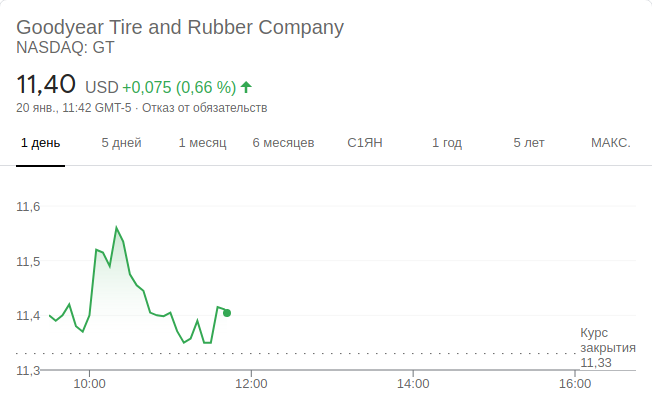 Goodyear Tire and Rubber Company
NASDAQ: GT
11,40 USD +0,075 (0,66 %)
20 янв., 11:42 GMT-5 · Отказ от обязательств
1 день 5 дней 1 месяц 6 месяцев С1ЯН 1 год 5 лет МАКС.
11,6
11,5
11,4
Курс
закрытия
11,33
11,3
10:00 12:00 14:00 16:00